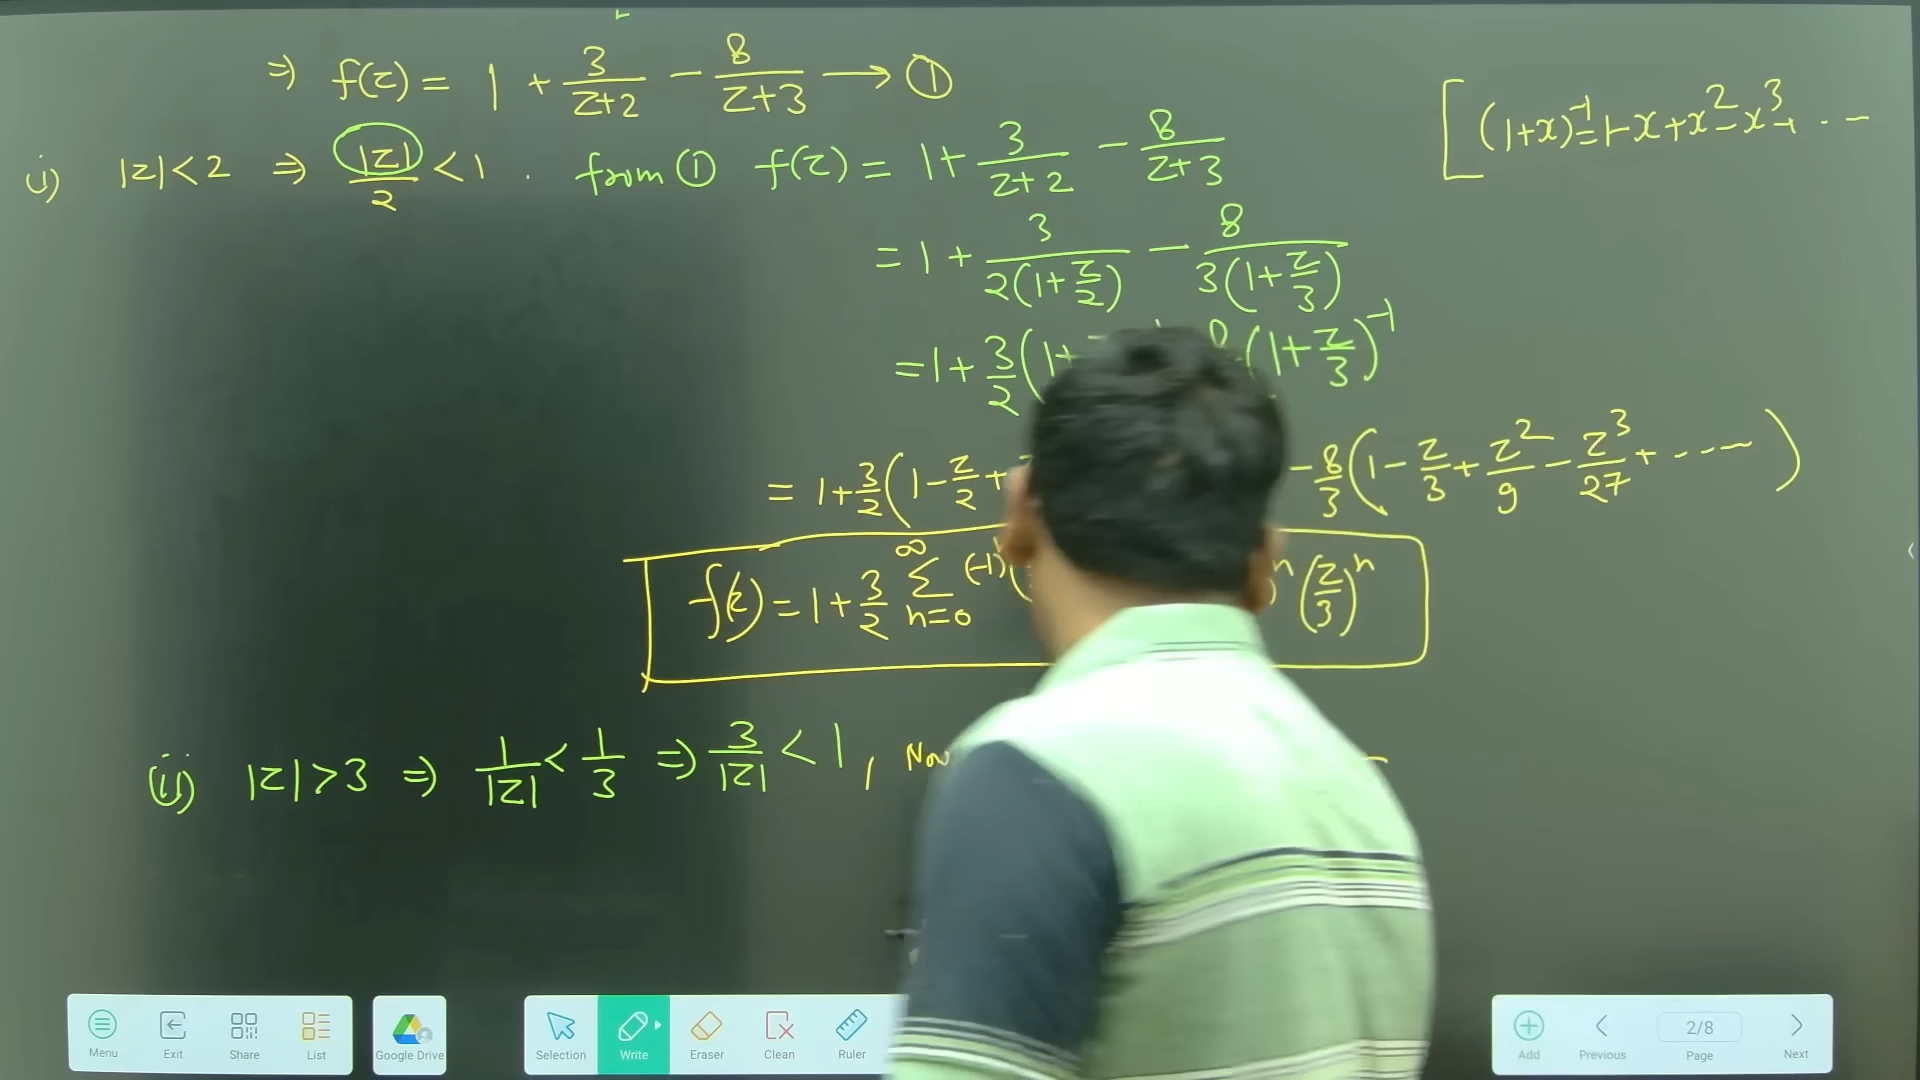 ⇒ f(z) = 1 + 3/(z+2) − 8/(z+3) → ①
[(1+x)⁻¹ = 1 − x + x² − x³ + ...
(i) |z| < 2 ⇒ |z|/2 < 1 . from ① f(z) = 1 + 3/(z+2) − 8/(z+3)
= 1 + 3/(2(1+z/2)) − 8/(3(1+z/3))
= 1 + 3/2 (1+ (1+z/3)⁻¹
= 1 + 3/2 (1 − z/2 + − 8/3 (1 − z/3 + z²/9 − z³/27 + .....)
f(z) = 1 + 3/2 ∞ Σ n=0 (-1)ⁿ( )ⁿ (z/3)ⁿ
(ii) |z| > 3 ⇒ 1/|z| < 1/3 ⇒ 3/|z| < 1,
Menu Exit Share List Google Drive Selection Write Eraser Clean Ruler Add Previous 2/8 Page Next